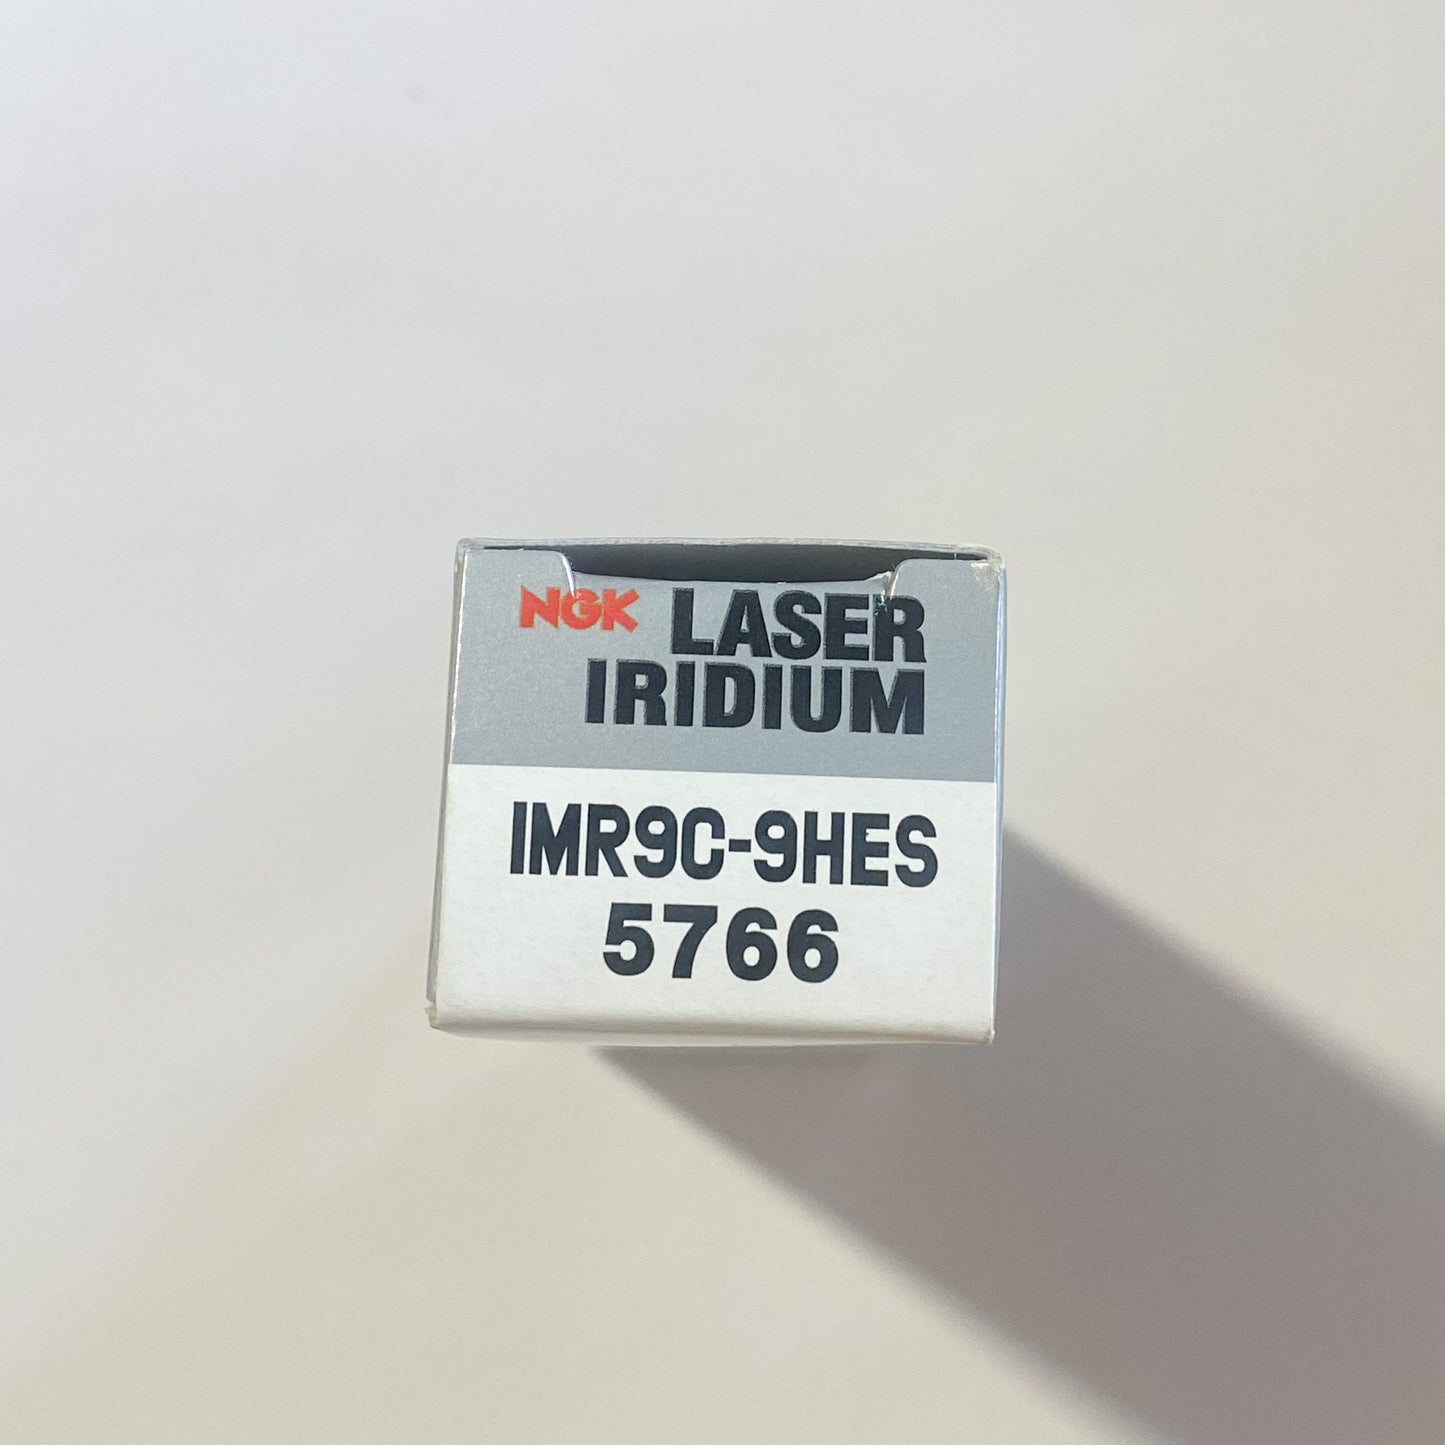 NGK LASER
IRIDIUM
IMR9C-9HES
5766